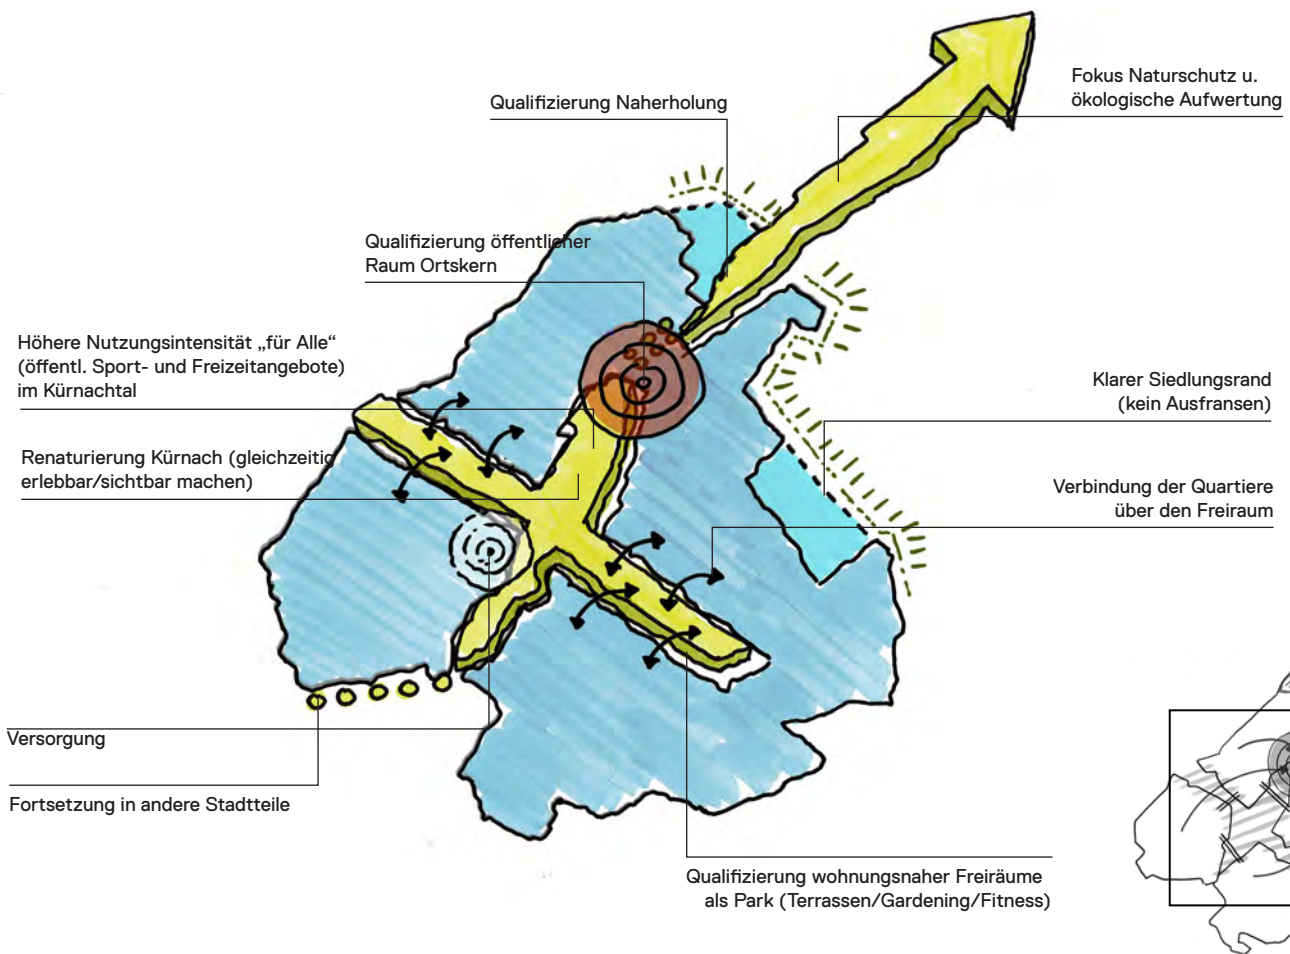 Fokus Naturschutz u.
ökologische Aufwertung
Qualifizierung Naherholung
Qualifizierung öffentlicher
Raum Ortskern
Höhere Nutzungsintensität „für Alle“
(öffentl. Sport- und Freizeitangebote)
im Kürnachtal
Klarer Siedlungsrand
(kein Ausfransen)
Renaturierung Kürnach (gleichzeitig
erlebbar/sichtbar machen)
Verbindung der Quartiere
über den Freiraum
Versorgung
Fortsetzung in andere Stadtteile
Qualifizierung wohnungsnaher Freiräume
als Park (Terrassen/Gardening/Fitness)